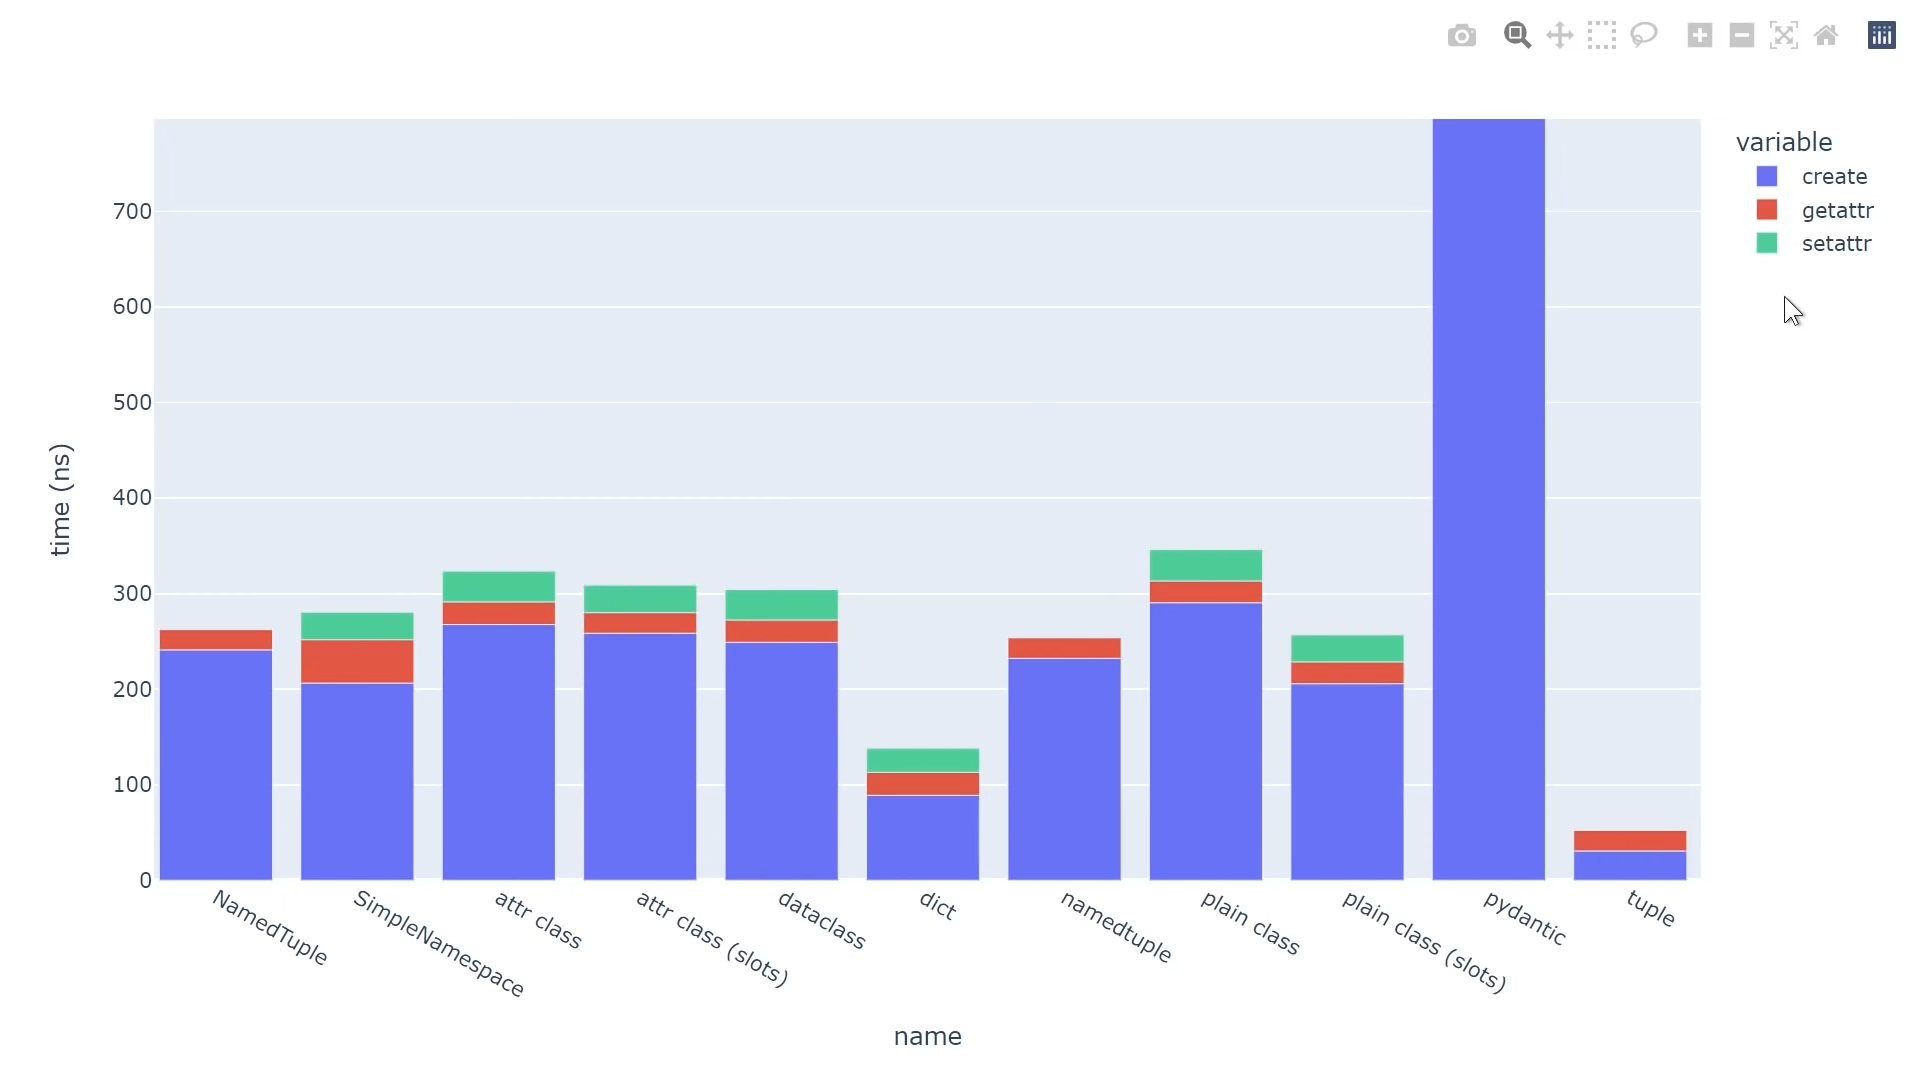 variable
create
getattr
setattr
700
600
500
400
300
200
100
0
time (ns)
NamedTuple
SimpleNamespace
attr class
attr class (slots)
dataclass
dict
namedtuple
plain class
plain class (slots)
pydantic
tuple
name